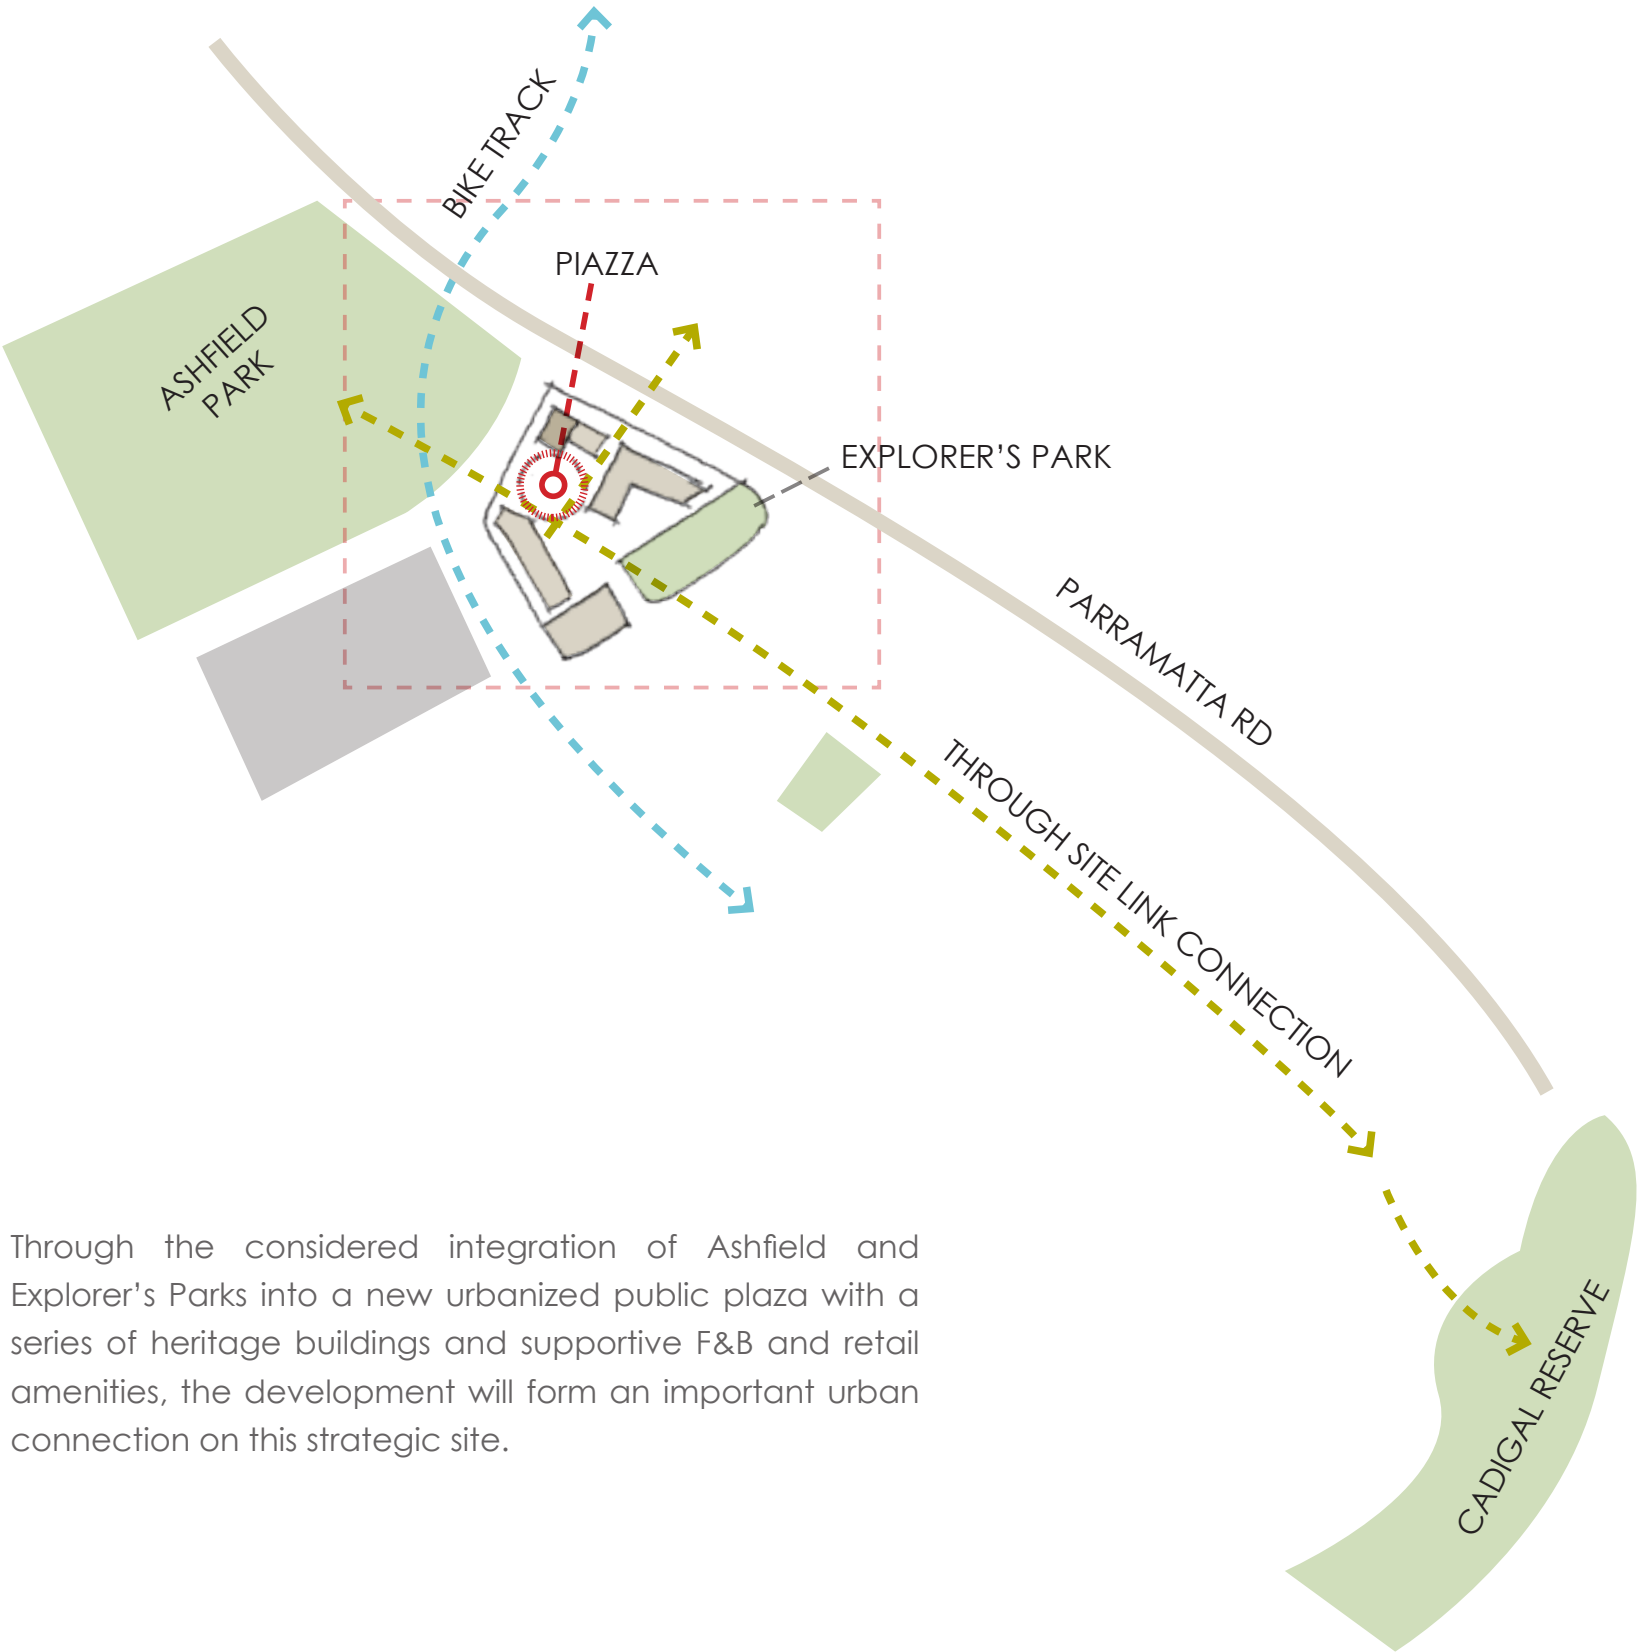 BIKE TRACK
PIAZZA
ASHFIELD
PARK
EXPLORER’S PARK
PARRAMATTA RD
THROUGH SITE LINK CONNECTION
CADIGAL RESERVE
Through the considered integration of Ashfield and
Explorer’s Parks into a new urbanized public plaza with a
series of heritage buildings and supportive F&B and retail
amenities, the development will form an important urban
connection on this strategic site.